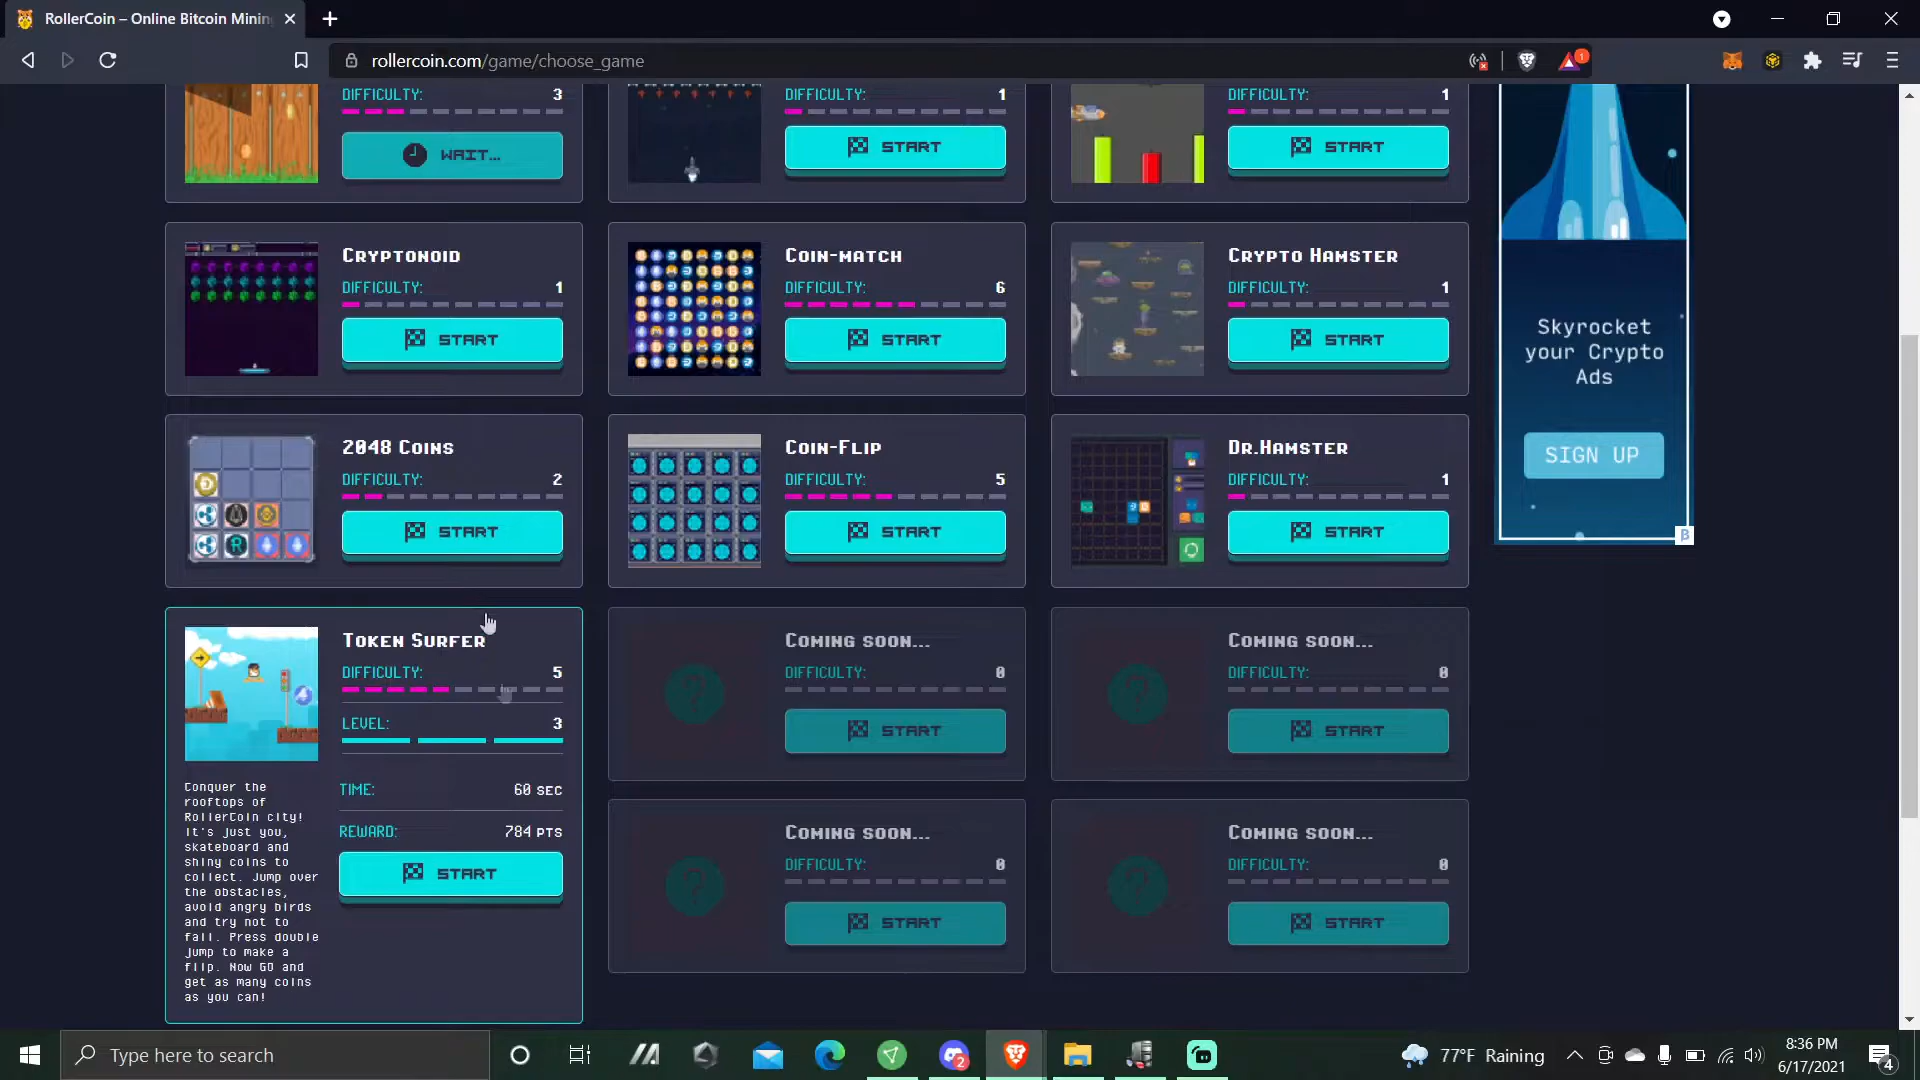 RollerCoin – Online Bitcoin Minin
rollercoin.com/game/choose_game
1
DIFFICULTY: 3
WAIT...
DIFFICULTY: 1
START
DIFFICULTY: 1
START
Cryptonoid
DIFFICULTY: 1
START
Coin-match
DIFFICULTY: 6
START
Crypto Hamster
DIFFICULTY: 1
START
2048 Coins
DIFFICULTY: 2
START
Coin-Flip
DIFFICULTY: 5
START
Dr.Hamster
DIFFICULTY: 1
START
Token Surfer
DIFFICULTY: 5
LEVEL: 3
TIME: 60 SEC
REWARD: 784 PTS
START
Conquer the
rooftops of
RollerCoin city!
It's just you,
skateboard and
shiny coins to
collect. Jump over
the obstacles,
avoid angry birds
and try not to
fall. Press double
jump to make a
flip. Now GO and
get as many coins
as you can!
Coming soon...
DIFFICULTY: 0
START
Coming soon...
DIFFICULTY: 0
START
Coming soon...
DIFFICULTY: 0
START
Coming soon...
DIFFICULTY: 0
START
Skyrocket
your Crypto
Ads
SIGN UP
Type here to search
2
77°F Raining
8:36 PM
6/17/2021
4